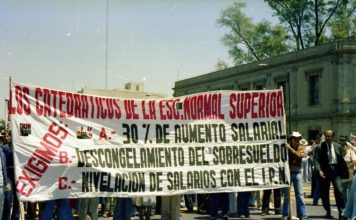 LOS CATEDRATICOS DE LA ESC. NORMAL SUPERIOR
EXIGIMOS
A.- 30 % DE AUMENTO SALARIAL
B.- DESCONGELAMIENTO DEL "SOBRESUELDO
C.- NIVELACION DE SALARIOS CON EL I.P.N.